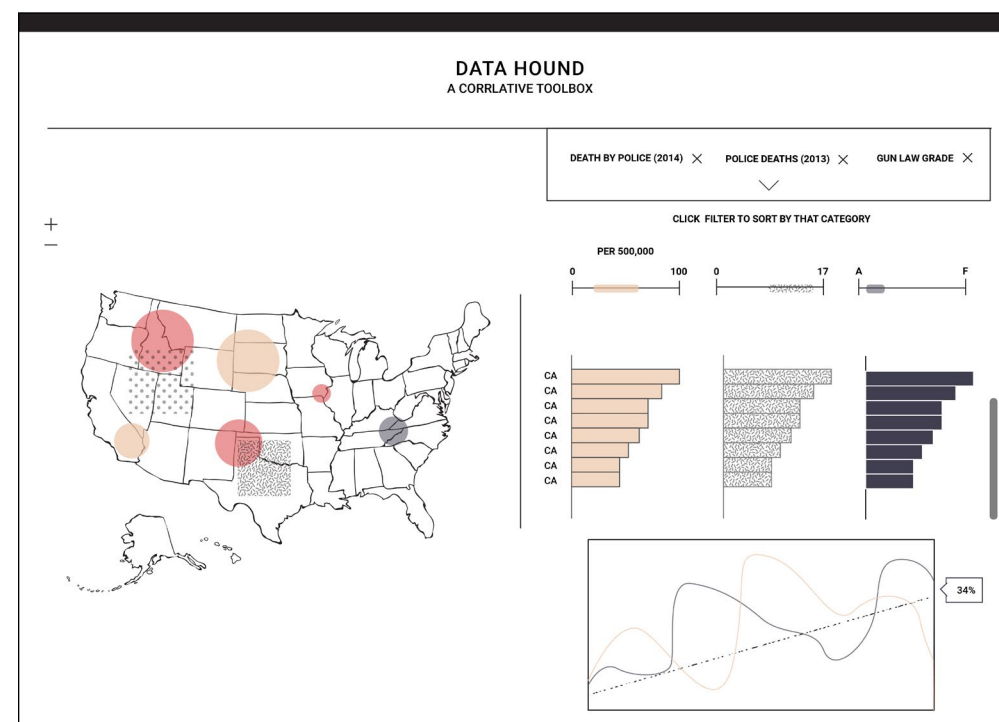 DATA HOUND
A CORRLATIVE TOOLBOX
DEATH BY POLICE (2014) POLICE DEATHS (2013) GUN LAW GRADE
CLICK FILTER TO SORT BY THAT CATEGORY
PER 500,000
0 100 0 17 A F
CA
CA
CA
CA
CA
CA
CA
CA
34%